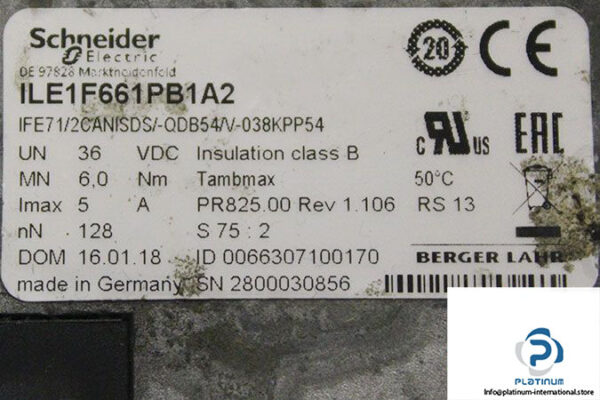 Schneider
Electric
DE 97828 Marktheidenfeld
20
CE
ILE1F661PB1A2
IFE71/2CANISDS/-QDB54/V-038KPP54
c RU US
EAC
UN 36 VDC Insulation class B
MN 6,0 Nm Tambmax 50°C
Imax 5 A PR825.00 Rev 1.106 RS 13
nN 128 S 75 : 2
DOM 16.01.18 ID 0066307100170 BERGER LAHR
made in Germany SN 2800030856
PLATINUM
Info@platinum-international.store